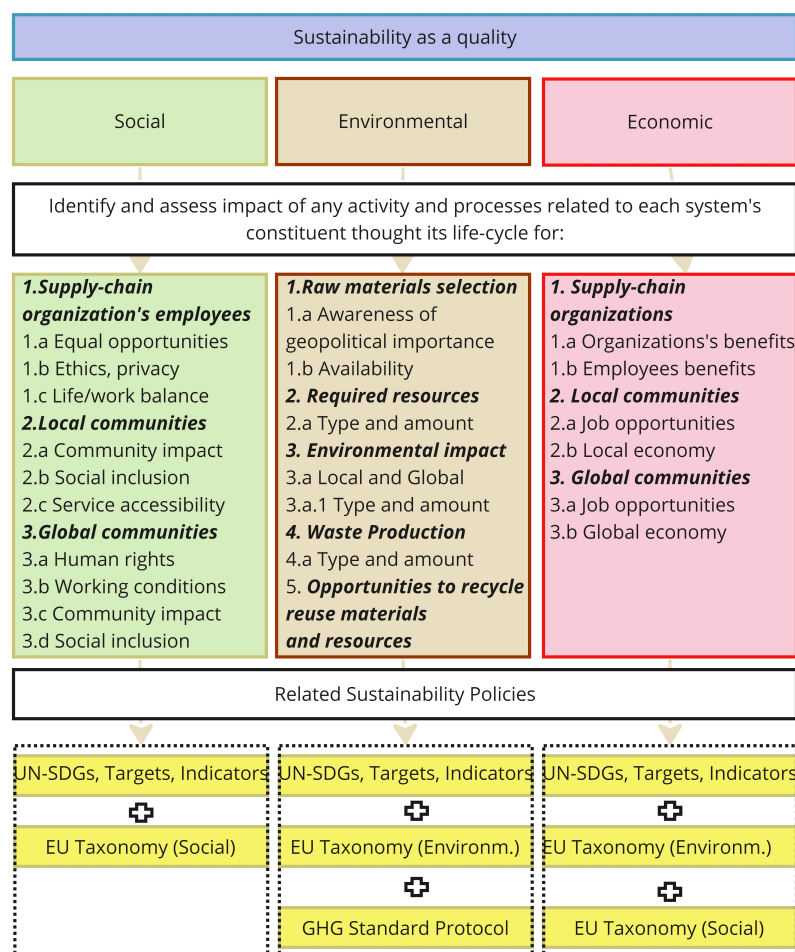 Sustainability as a quality
Social
Environmental
Economic
Identify and assess impact of any activity and processes related to each system's
constituent thought its life-cycle for:
1.Supply-chain
organization's employees
1.a Equal opportunities
1.b Ethics, privacy
1.c Life/work balance
2.Local communities
2.a Community impact
2.b Social inclusion
2.c Service accessibility
3.Global communities
3.a Human rights
3.b Working conditions
3.c Community impact
3.d Social inclusion
1.Raw materials selection
1.a Awareness of
geopolitical importance
1.b Availability
2. Required resources
2.a Type and amount
3. Environmental impact
3.a Local and Global
3.a.1 Type and amount
4. Waste Production
4.a Type and amount
5. Opportunities to recycle
reuse materials
and resources
1. Supply-chain
organizations
1.a Organizations's benefits
1.b Employees benefits
2. Local communities
2.a Job opportunities
2.b Local economy
3. Global communities
3.a Job opportunities
3.b Global economy
Related Sustainability Policies
UN-SDGs, Targets, Indicators
EU Taxonomy (Social)
UN-SDGs, Targets, Indicators
EU Taxonomy (Environm.)
GHG Standard Protocol
UN-SDGs, Targets, Indicators
EU Taxonomy (Environm.)
EU Taxonomy (Social)